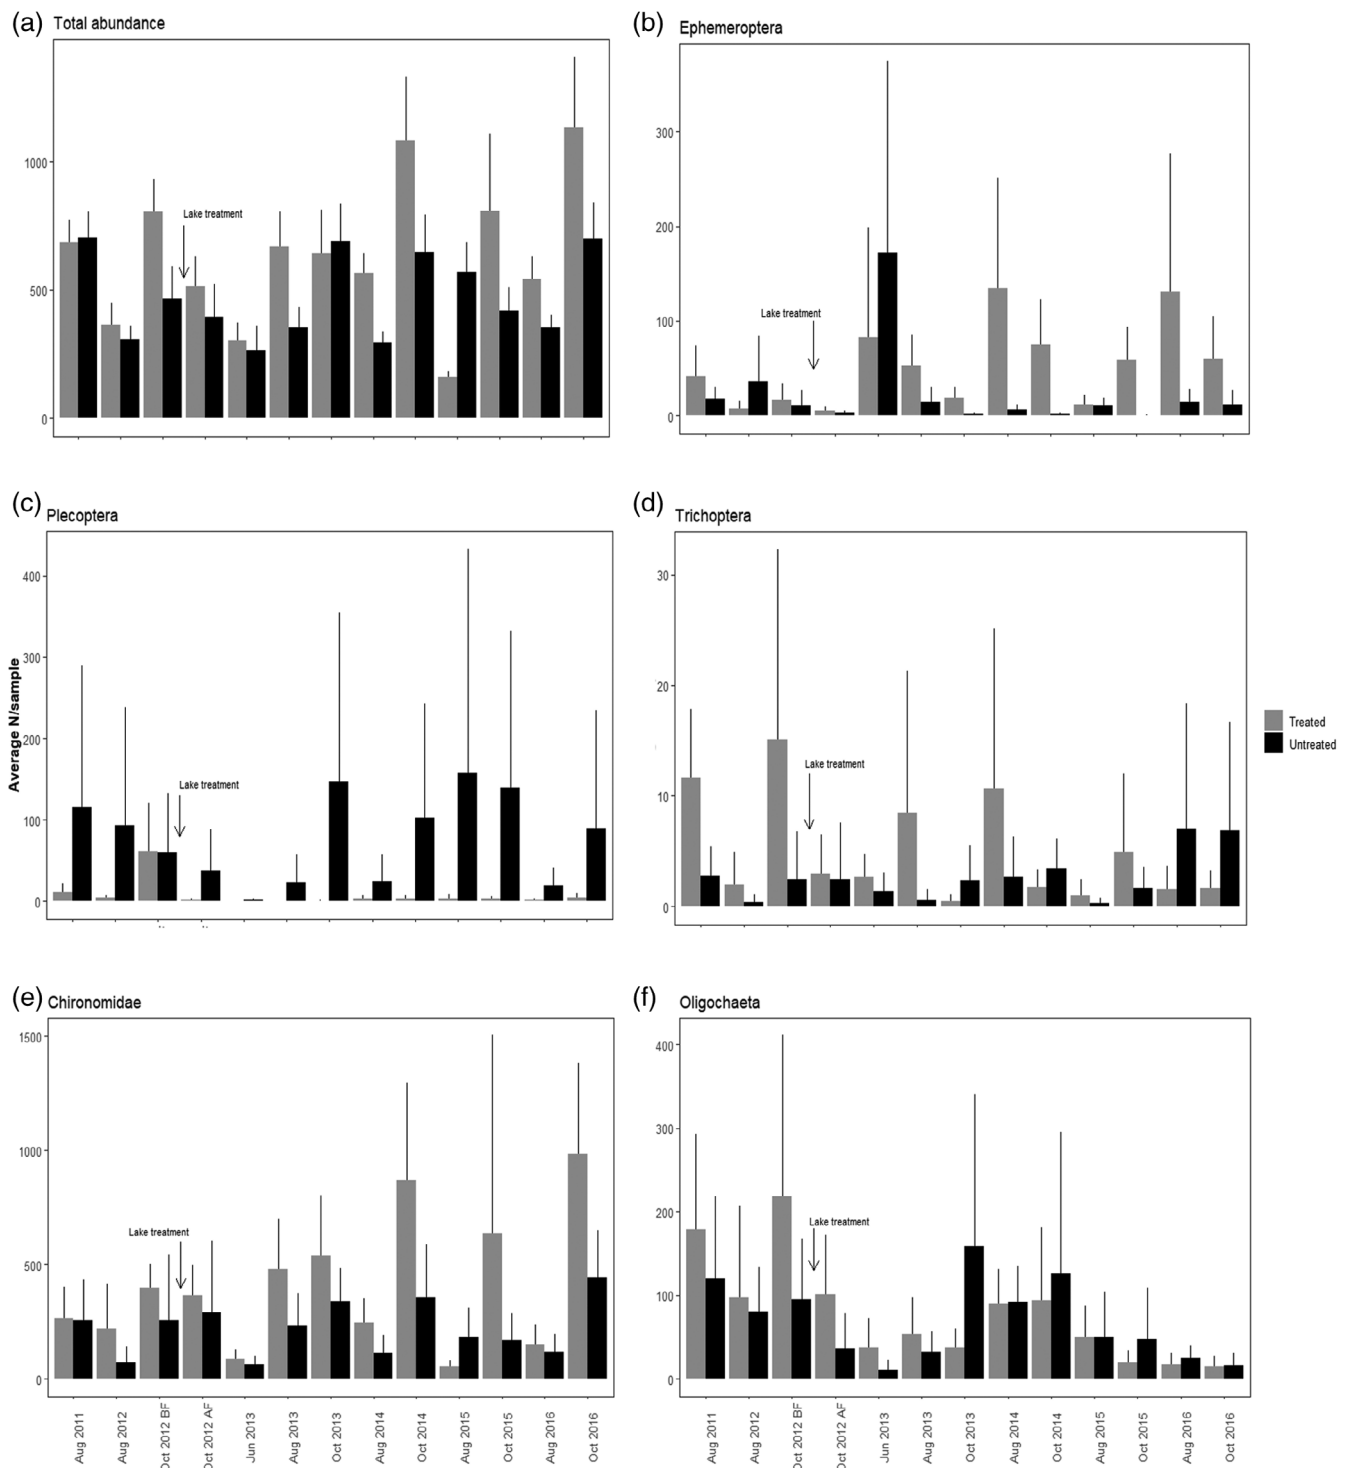 (a) Total abundance
1000
500
0
Lake treatment
(b) Ephemeroptera
300
200
100
0
Lake treatment
(c) Plecoptera
Average N/sample
400
300
200
100
0
Lake treatment
(d) Trichoptera
30
20
10
0
Lake treatment
Treated
Untreated
(e) Chironomidae
1500
1000
500
0
Lake treatment
Aug 2011
Aug 2012
Oct 2012 BF
Oct 2012 AF
Jun 2013
Aug 2013
Oct 2013
Aug 2014
Oct 2014
Aug 2015
Oct 2015
Aug 2016
Oct 2016
(f) Oligochaeta
400
300
200
100
0
Lake treatment
Aug 2011
Aug 2012
Oct 2012 BF
Oct 2012 AF
Jun 2013
Aug 2013
Oct 2013
Aug 2014
Oct 2014
Aug 2015
Oct 2015
Aug 2016
Oct 2016